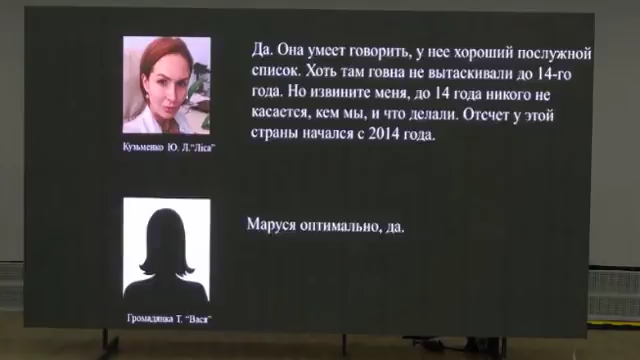 Да. Она умеет говорить, у нее хороший послужной
список. Хоть там говна не вытаскивали до 14-го
года. Но извините меня, до 14 года никого не
касается, кем мы, и что делали. Отсчет у этой
страны начался с 2014 года.
Кузьменко Ю. Л."Ліса"
Маруся оптимально, да.
Громадянка Т. "Вася"